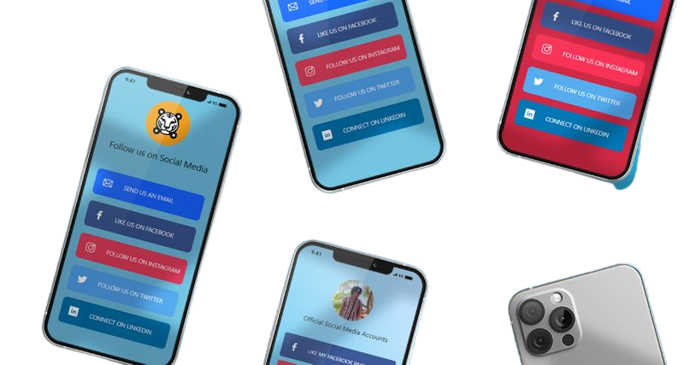 9:41
Follow us on Social Media
SEND US AN EMAIL
LIKE US ON FACEBOOK
FOLLOW US ON INSTAGRAM
FOLLOW US ON TWITTER
CONNECT ON LINKEDIN
LIKE US ON FACEBOOK
FOLLOW US ON INSTAGRAM
FOLLOW US ON TWITTER
CONNECT ON LINKEDIN
9:41
Official Social Media Accounts
LIKE MY FACEBOOK
EMAIL
LIKE US ON FACEBOOK
FOLLOW US ON INSTAGRAM
FOLLOW US ON TWITTER
CONNECT ON LINKEDIN